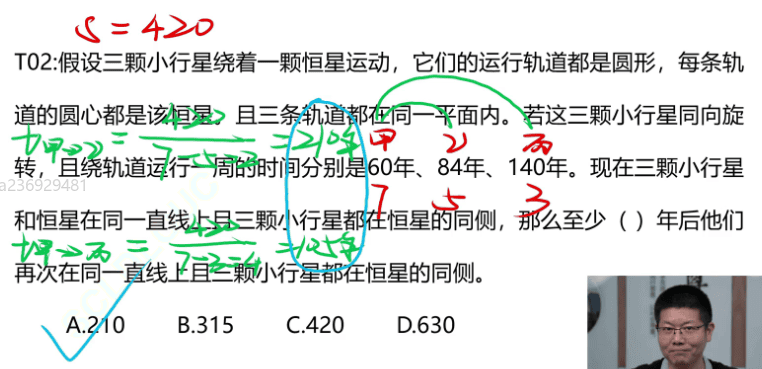 S=420
T02:假设三颗小行星绕着一颗恒星运动，它们的运行轨道都是圆形，每条轨
道的圆心都是该恒星。且三条轨道都在同一平面内。若这三颗小行星同向旋
t甲→乙= 420/7-5=2 =210年 甲 乙 丙
转，且绕轨道运行一周的时间分别是60年、84年、140年。现在三颗小行星
a236929481
7 5 3
和恒星在同一直线上且三颗小行星都在恒星的同侧，那么至少（ ）年后他们
t甲→丙= 420/7-3=4 =105年
再次在同一直线上且三颗小行星都在恒星的同侧。
A.210 B.315 C.420 D.630